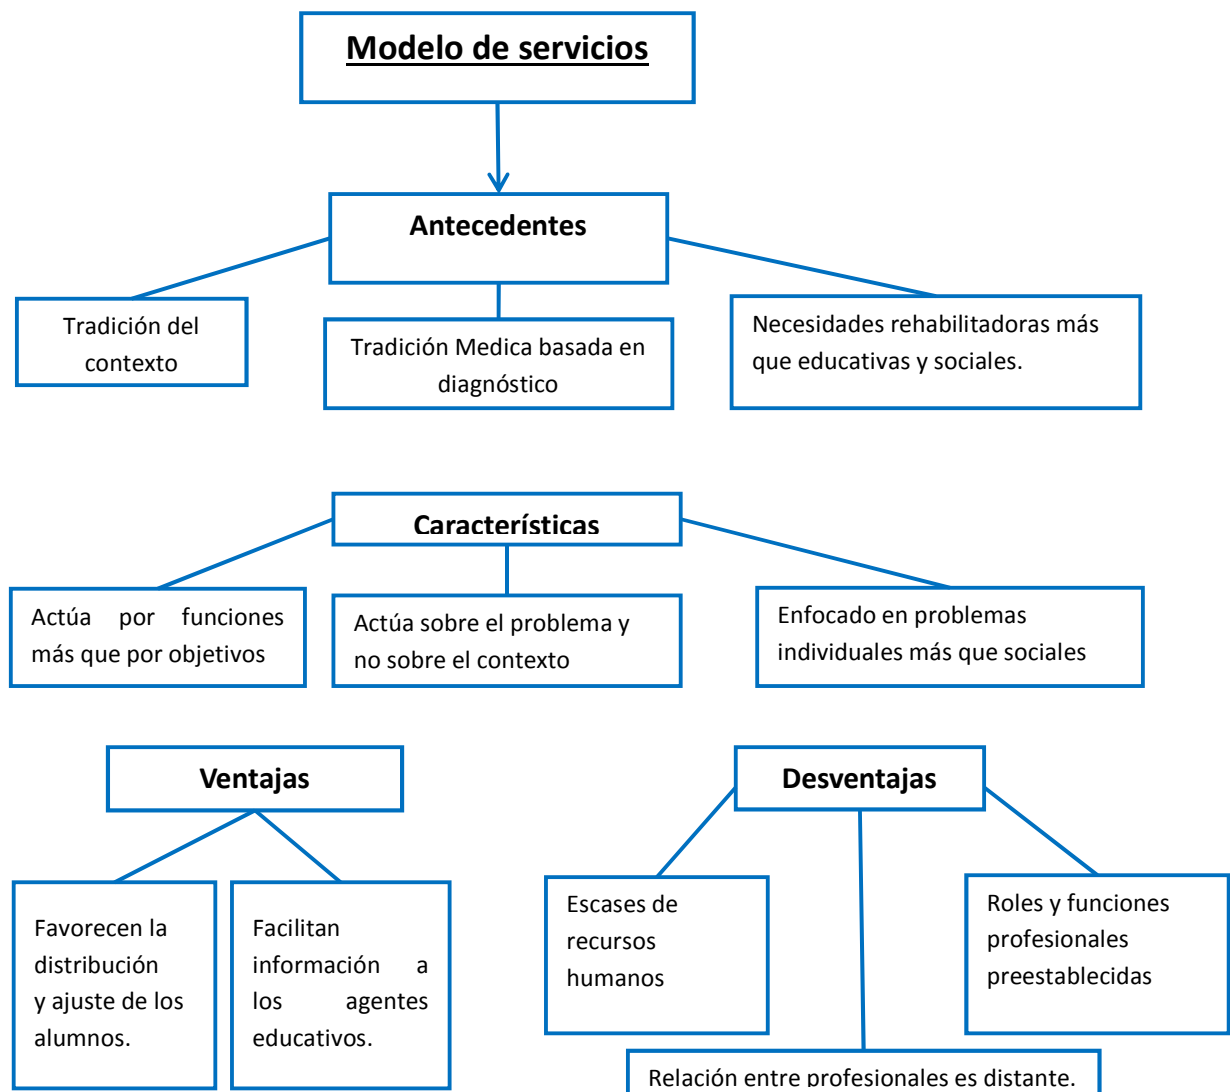 Modelo de servicios
Antecedentes
Tradición del
contexto
Tradición Medica basada en
diagnóstico
Necesidades rehabilitadoras más
que educativas y sociales.
Características
Actúa por funciones
más que por objetivos
Actúa sobre el problema y
no sobre el contexto
Enfocado en problemas
individuales más que sociales
Ventajas
Desventajas
Favorecen la
distribución
y ajuste de los
alumnos.
Facilitan
información a
los agentes
educativos.
Escases de
recursos
humanos
Roles y funciones
profesionales
preestablecidas
Relación entre profesionales es distante.